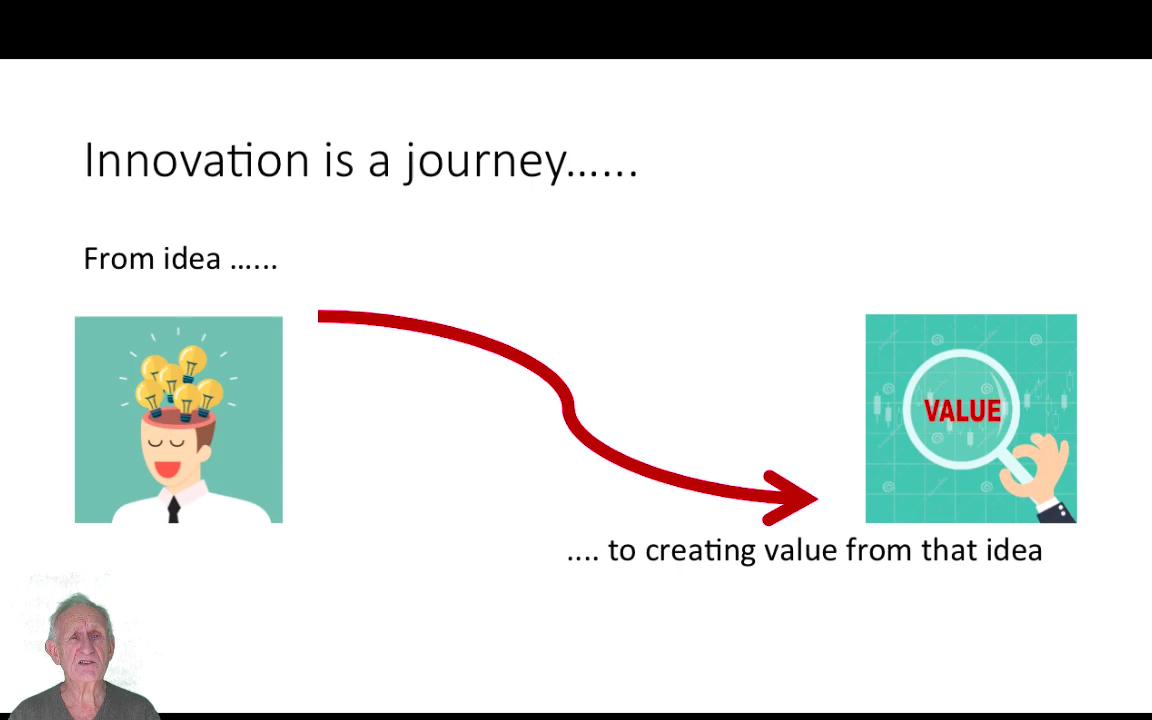 Innovation is a journey……
From idea …...
VALUE
.... to creating value from that idea